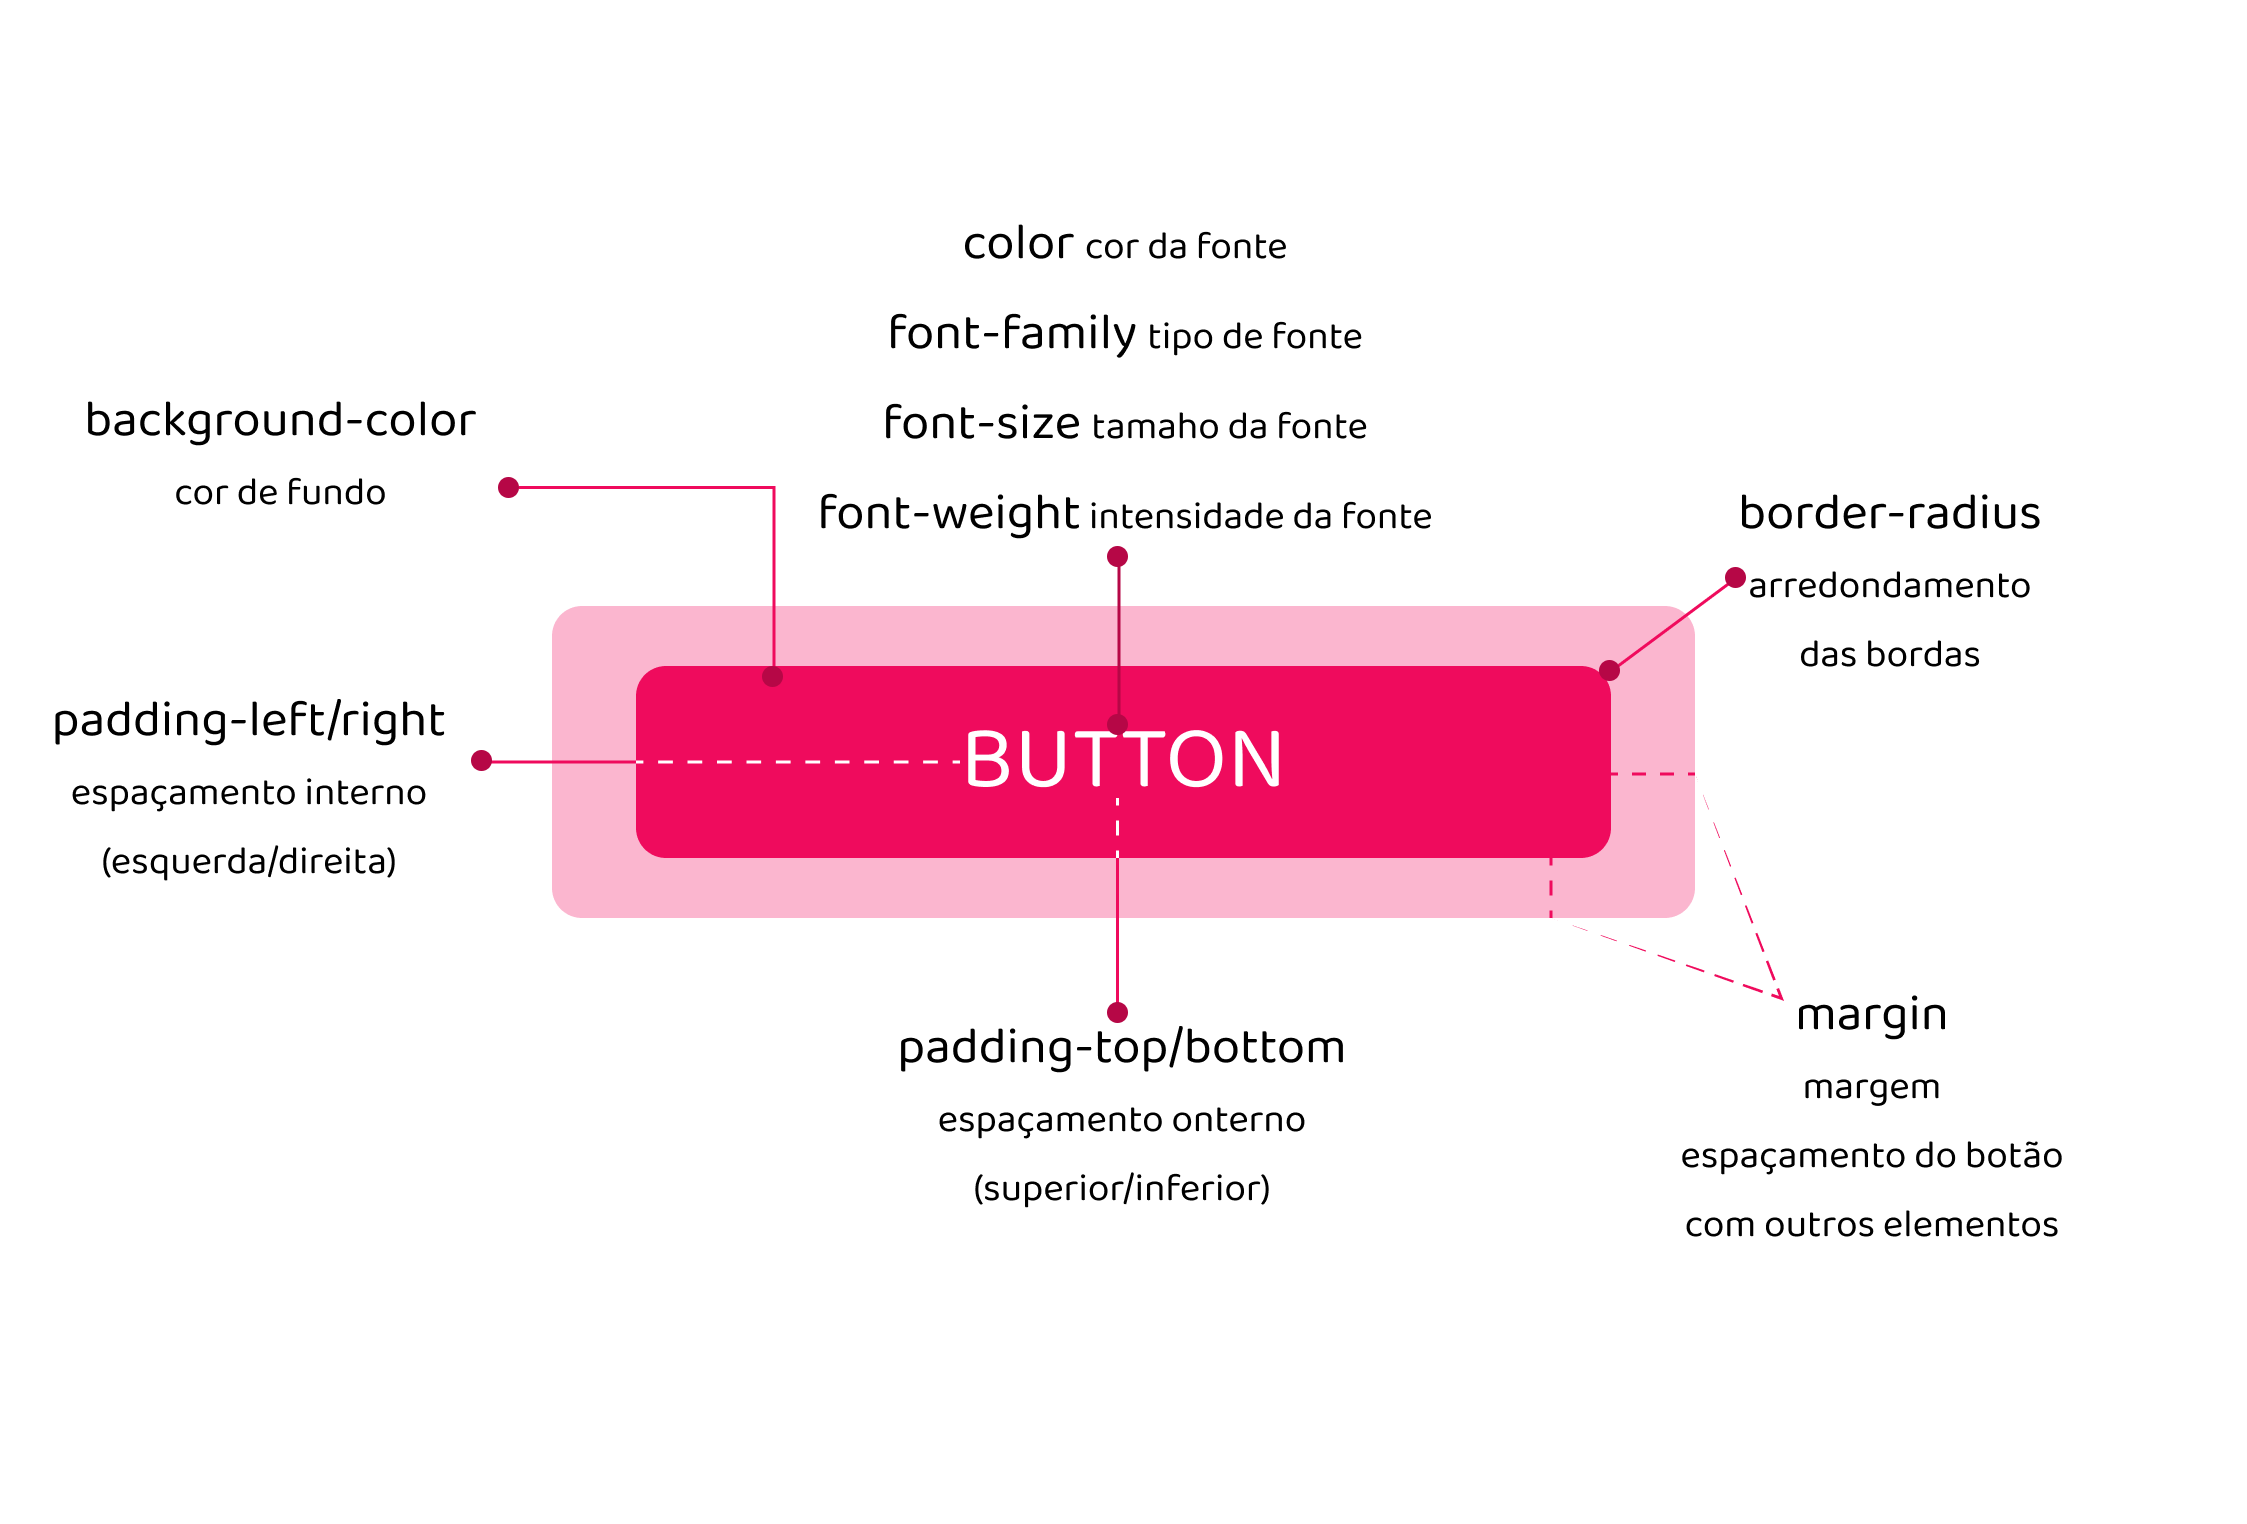 color cor da fonte
font-family tipo de fonte
font-size tamaho da fonte
font-weight intensidade da fonte
background-color
cor de fundo
border-radius
arredondamento
das bordas
padding-left/right
espaçamento interno
(esquerda/direita)
BUTTON
padding-top/bottom
espaçamento onterno
(superior/inferior)
margin
margem
espaçamento do botão
com outros elementos